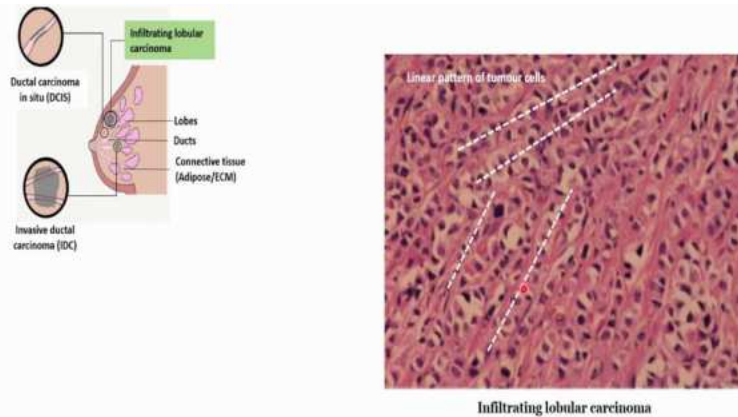 Infiltrating lobular
carcinoma
Ductal carcinoma
in situ (DCIS)
Lobes
Ducts
Connective tissue
(Adipose/ECM)
Invasive ductal
carcinoma (IDC)
Linear pattern of tumour cells
Infiltrating lobular carcinoma